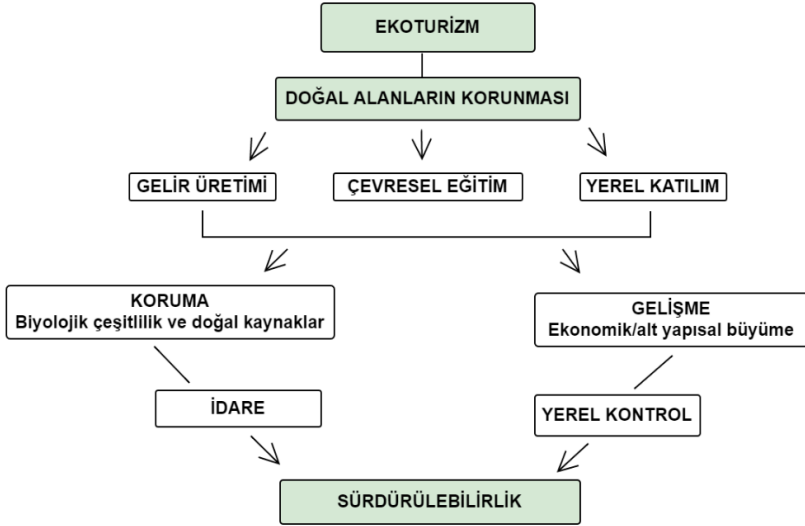 EKOTURİZM
DOĞAL ALANLARIN KORUNMASI
GELİR ÜRETİMİ
ÇEVRESEL EĞİTİM
YEREL KATILIM
KORUMA
Biyolojik çeşitlilik ve doğal kaynaklar
GELİŞME
Ekonomik/alt yapısal büyüme
İDARE
YEREL KONTROL
SÜRDÜRÜLEBİLİRLİK